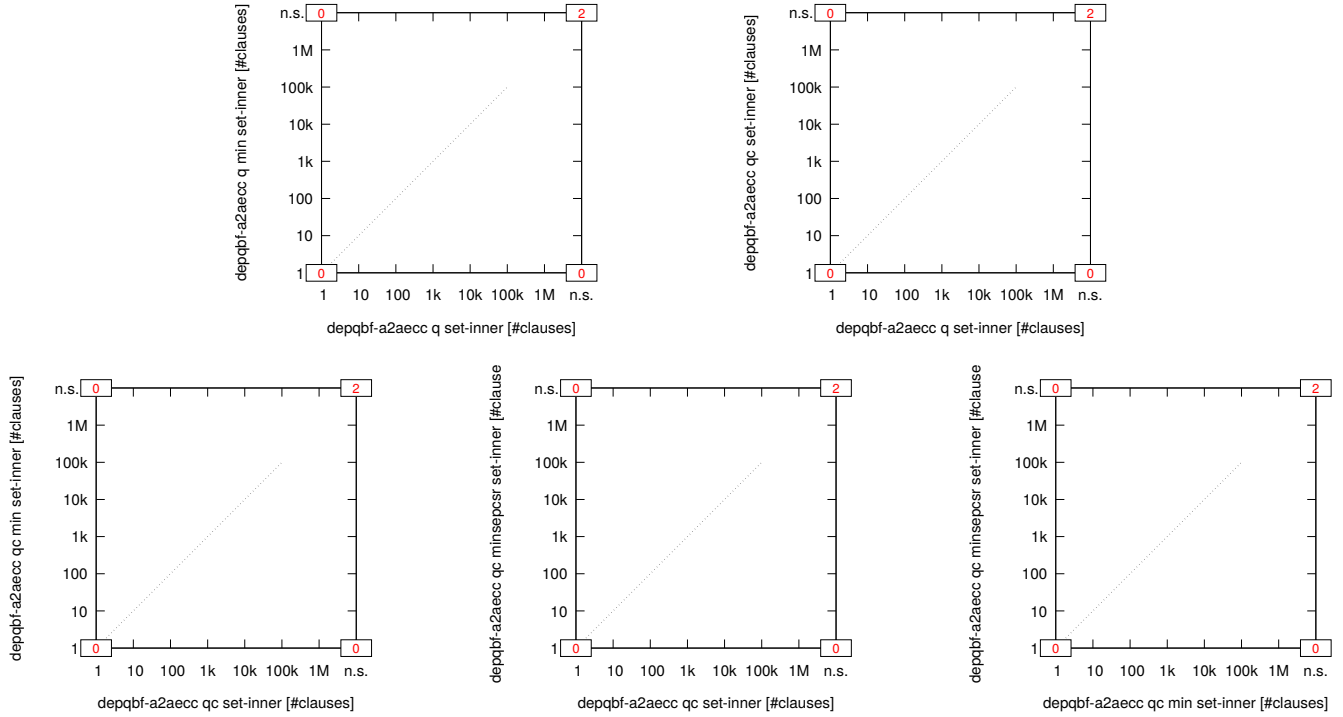 n.s. 0 2
1M
100k
10k
1k
100
10
1 0 0
1 10 100 1k 10k 100k 1M n.s.
depqbf-a2aecc q min set-inner [#clauses]
depqbf-a2aecc q set-inner [#clauses]
n.s. 0 2
1M
100k
10k
1k
100
10
1 0 0
1 10 100 1k 10k 100k 1M n.s.
depqbf-a2aecc qc set-inner [#clauses]
depqbf-a2aecc q set-inner [#clauses]
n.s. 0 2
1M
100k
10k
1k
100
10
1 0 0
1 10 100 1k 10k 100k 1M n.s.
depqbf-a2aecc qc min set-inner [#clauses]
depqbf-a2aecc qc set-inner [#clauses]
n.s. 0 2
1M
100k
10k
1k
100
10
1 0 0
1 10 100 1k 10k 100k 1M n.s.
depqbf-a2aecc qc minsepcsr set-inner [#clause
depqbf-a2aecc qc set-inner [#clauses]
n.s. 0 2
1M
100k
10k
1k
100
10
1 0 0
1 10 100 1k 10k 100k 1M n.s.
depqbf-a2aecc qc minsepcsr set-inner [#clause
depqbf-a2aecc qc min set-inner [#clauses]